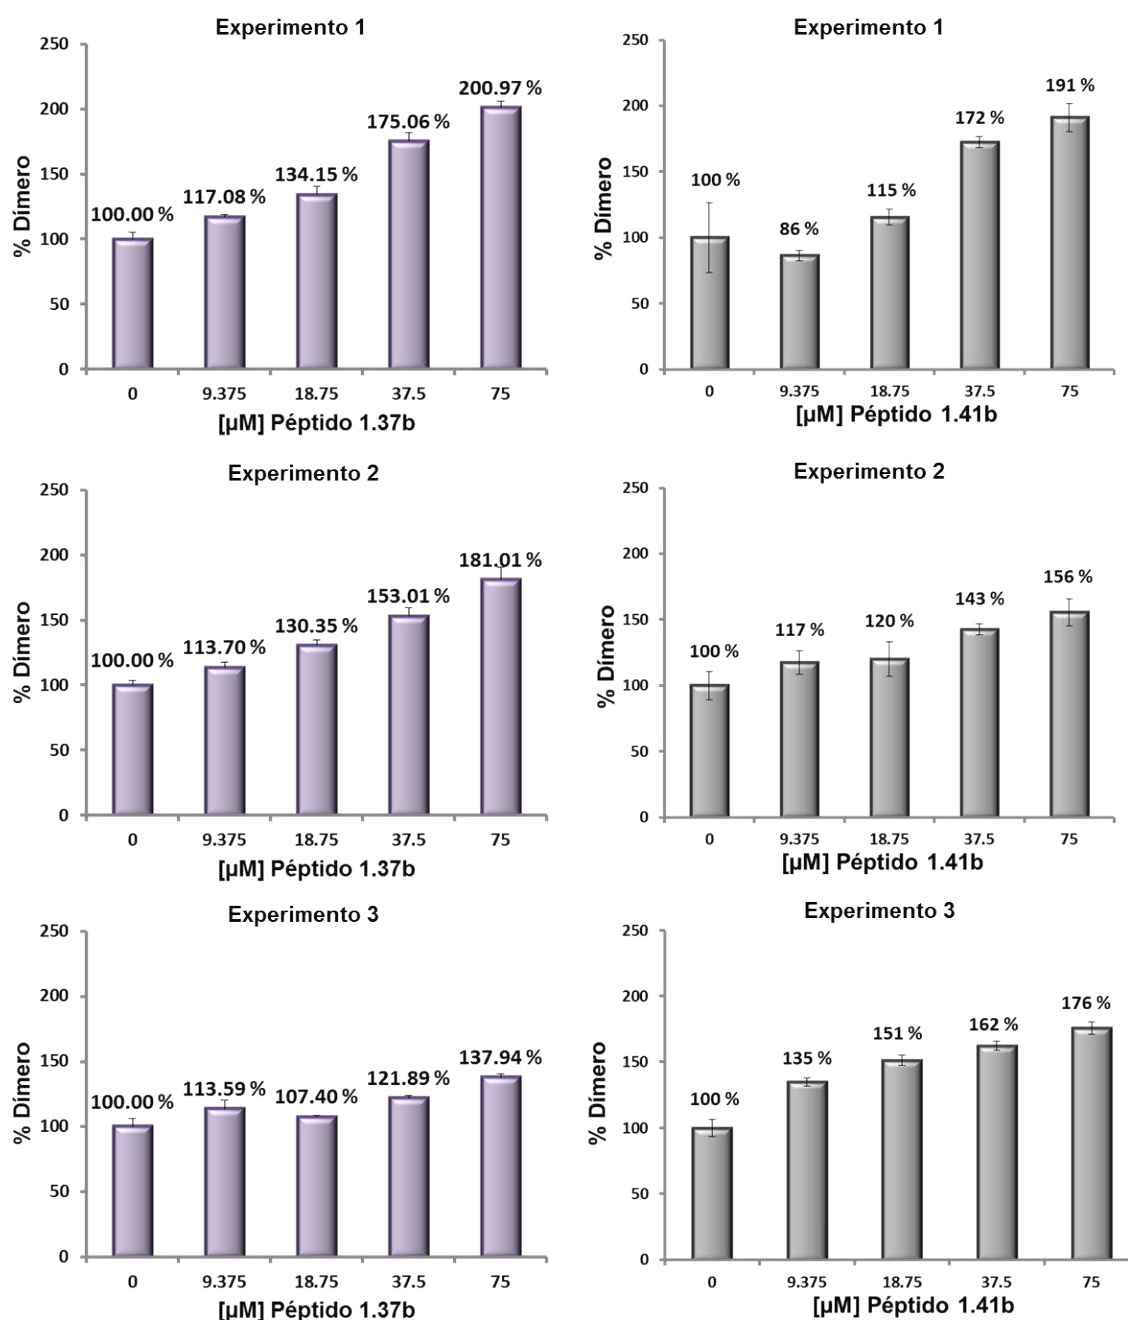 Experimento 1
250
200
150
100
50
0
% Dímero
100.00 %
117.08 %
134.15 %
175.06 %
200.97 %
0 9.375 18.75 37.5 75
[µM] Péptido 1.37b
Experimento 1
250
200
150
100
50
0
% Dímero
100 %
86 %
115 %
172 %
191 %
0 9.375 18.75 37.5 75
[µM] Péptido 1.41b
Experimento 2
250
200
150
100
50
0
% Dímero
100.00 %
113.70 %
130.35 %
153.01 %
181.01 %
0 9.375 18.75 37.5 75
[µM] Péptido 1.37b
Experimento 2
250
200
150
100
50
0
% Dímero
100 %
117 %
120 %
143 %
156 %
0 9.375 18.75 37.5 75
[µM] Péptido 1.41b
Experimento 3
250
200
150
100
50
0
% Dímero
100.00 %
113.59 %
107.40 %
121.89 %
137.94 %
0 9.375 18.75 37.5 75
[µM] Péptido 1.37b
Experimento 3
250
200
150
100
50
0
% Dímero
100 %
135 %
151 %
162 %
176 %
0 9.375 18.75 37.5 75
[µM] Péptido 1.41b